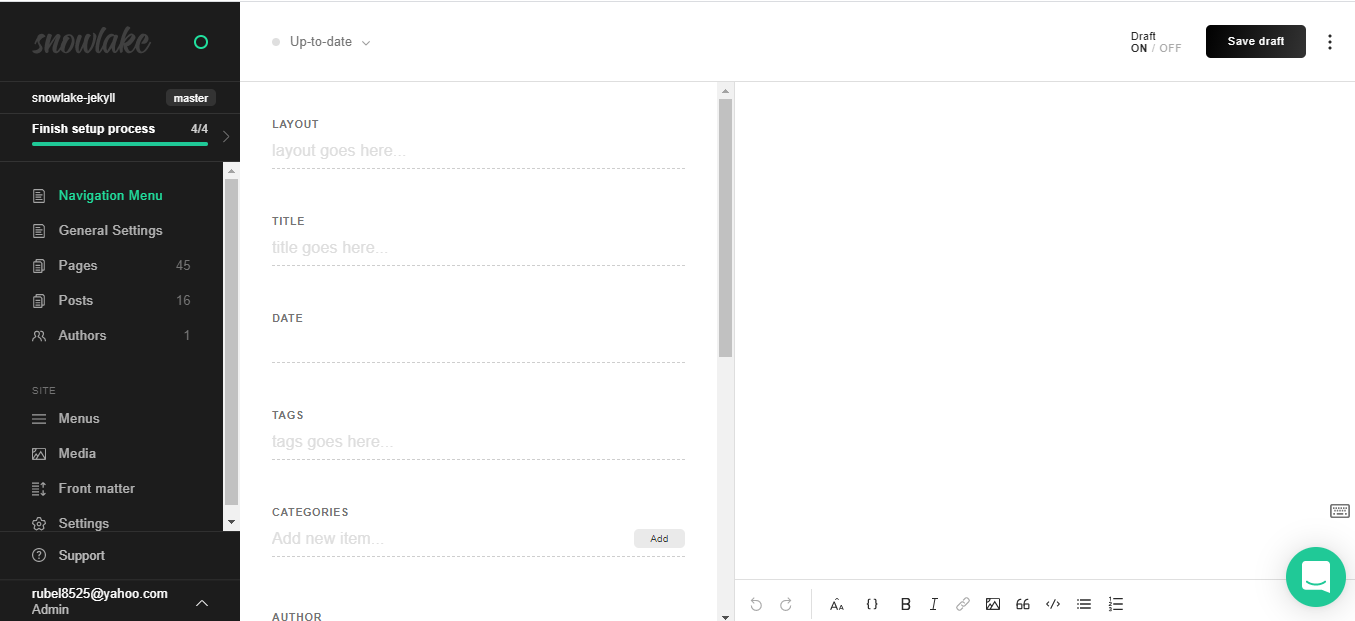 snowlake
snowlake-jekyll
master
Finish setup process
4/4
Navigation Menu
General Settings
Pages
45
Posts
16
Authors
1
SITE
Menus
Media
Front matter
Settings
Support
rubel8525@yahoo.com
Admin
Up-to-date
Draft
ON / OFF
Save draft
LAYOUT
layout goes here...
TITLE
title goes here...
DATE
TAGS
tags goes here...
CATEGORIES
Add new item...
Add
AUTHOR